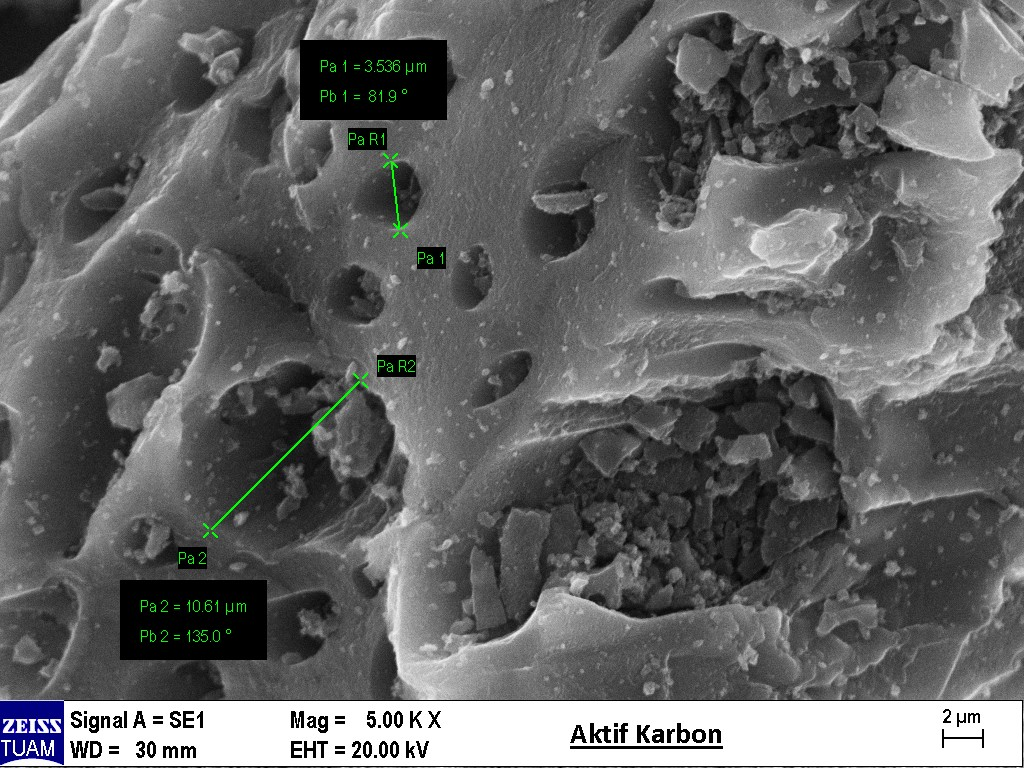 Pa 1 = 3.536 µm
Pb 1 = 81.9 °
Pa R1
Pa 1
Pa R2
Pa 2
Pa 2 = 10.61 µm
Pb 2 = 135.0 °
ZEISS
TUAM
Signal A = SE1
WD = 30 mm
Mag = 5.00 K X
EHT = 20.00 kV
Aktif Karbon
2 µm